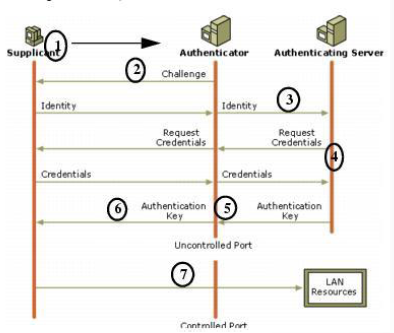 1
Supplicant
Authenticator
Authenticating Server
2
Challenge
Identity
Identity
3
Request
Credentials
Request
Credentials
4
Credentials
Credentials
6
Authentication
Key
5
Authentication
Key
Uncontrolled Port
7
LAN
Resources
Controlled Port